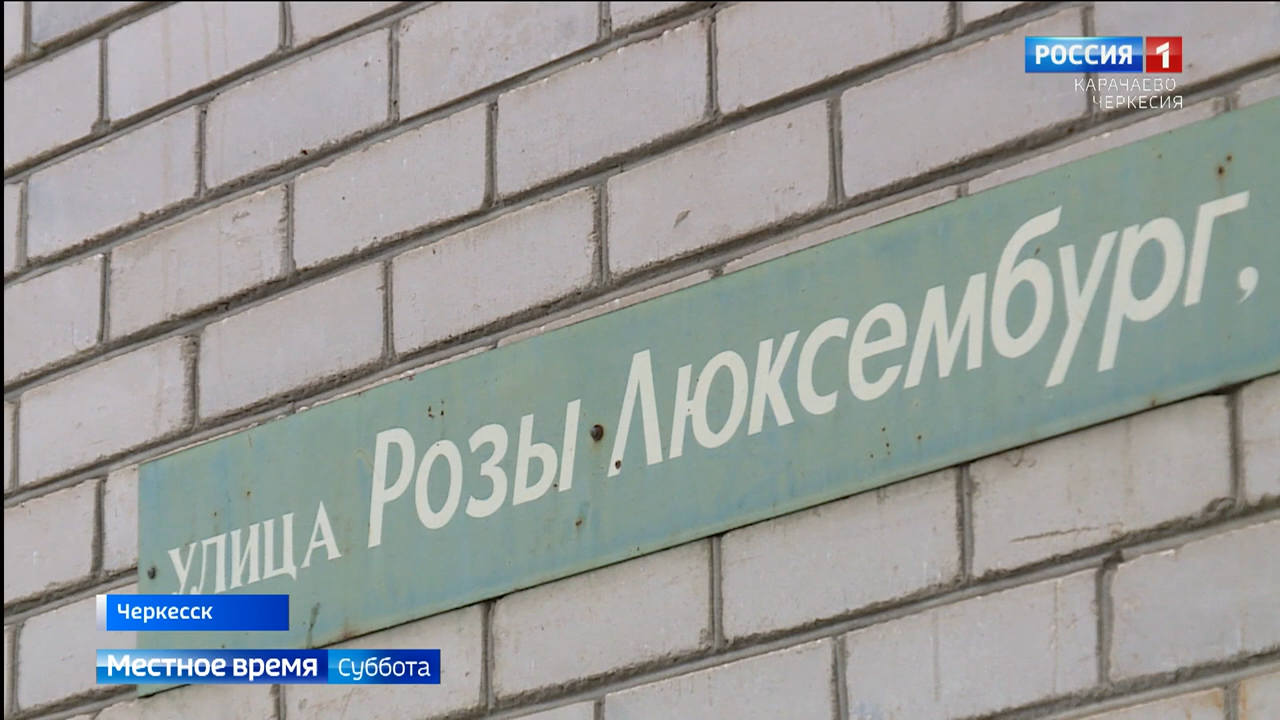 РОССИЯ 1
КАРАЧАЕВО
ЧЕРКЕСИЯ
УЛИЦА Розы Люксембург,
Черкесск
Местное время Суббота